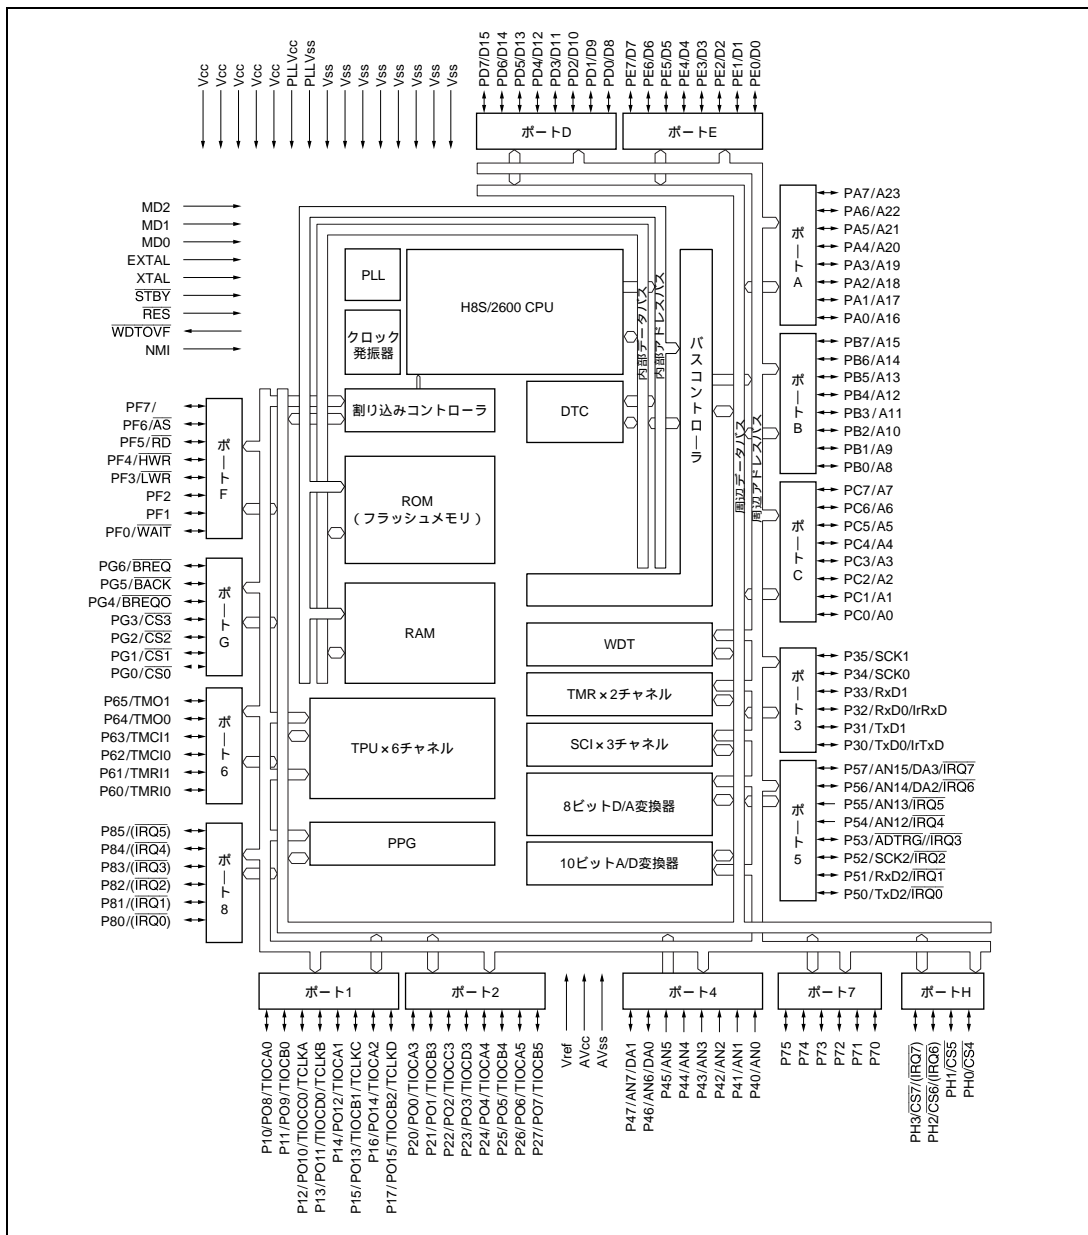 Vcc
Vcc
Vcc
Vcc
Vcc
PLLVcc
PLLVss
Vss
Vss
Vss
Vss
Vss
Vss
Vss
Vss
PD7/D15
PD6/D14
PD5/D13
PD4/D12
PD3/D11
PD2/D10
PD1/D9
PD0/D8
PE7/D7
PE6/D6
PE5/D5
PE4/D4
PE3/D3
PE2/D2
PE1/D1
PE0/D0
ポートD
ポートE
MD2
MD1
MD0
EXTAL
XTAL
STBY
RES
WDTOVF
NMI
PLL
クロック
発振器
H8S/2600 CPU
割り込みコントローラ
DTC
内部データバス
内部アドレスバス
バスコントローラ
周辺データバス
周辺アドレスバス
ROM
(フラッシュメモリ)
RAM
TPU×6チャネル
PPG
WDT
TMR×2チャネル
SCI×3チャネル
8ビットD/A変換器
10ビットA/D変換器
PF7/
PF6/AS
PF5/RD
PF4/HWR
PF3/LWR
PF2
PF1
PF0/WAIT
ポートF
PG6/BREQ
PG5/BACK
PG4/BREQO
PG3/CS3
PG2/CS2
PG1/CS1
PG0/CS0
ポートG
P65/TMO1
P64/TMO0
P63/TMCI1
P62/TMCI0
P61/TMRI1
P60/TMRI0
ポート6
P85/(IRQ5)
P84/(IRQ4)
P83/(IRQ3)
P82/(IRQ2)
P81/(IRQ1)
P80/(IRQ0)
ポート8
ポートA
PA7/A23
PA6/A22
PA5/A21
PA4/A20
PA3/A19
PA2/A18
PA1/A17
PA0/A16
ポートB
PB7/A15
PB6/A14
PB5/A13
PB4/A12
PB3/A11
PB2/A10
PB1/A9
PB0/A8
ポートC
PC7/A7
PC6/A6
PC5/A5
PC4/A4
PC3/A3
PC2/A2
PC1/A1
PC0/A0
ポート3
P35/SCK1
P34/SCK0
P33/RxD1
P32/RxD0/IrRxD
P31/TxD1
P30/TxD0/IrTxD
ポート5
P57/AN15/DA3/IRQ7
P56/AN14/DA2/IRQ6
P55/AN13/IRQ5
P54/AN12/IRQ4
P53/ADTRG//IRQ3
P52/SCK2/IRQ2
P51/RxD2/IRQ1
P50/TxD2/IRQ0
ポート1
ポート2
ポート4
ポート7
ポートH
P10/PO8/TIOCA0
P11/PO9/TIOCB0
P12/PO10/TIOCC0/TCLKA
P13/PO11/TIOCD0/TCLKB
P14/PO12/TIOCA1
P15/PO13/TIOCB1/TCLKC
P16/PO14/TIOCA2
P17/PO15/TIOCB2/TCLKD
P20/PO0/TIOCA3
P21/PO1/TIOCB3
P22/PO2/TIOCC3
P23/PO3/TIOCD3
P24/PO4/TIOCA4
P25/PO5/TIOCB4
P26/PO6/TIOCA5
P27/PO7/TIOCB5
Vref
AVcc
AVss
P47/AN7/DA1
P46/AN6/DA0
P45/AN5
P44/AN4
P43/AN3
P42/AN2
P41/AN1
P40/AN0
P75
P74
P73
P72
P71
P70
PH3/CS7/(IRQ7)
PH2/CS6/(IRQ6)
PH1/CS5
PH0/CS4